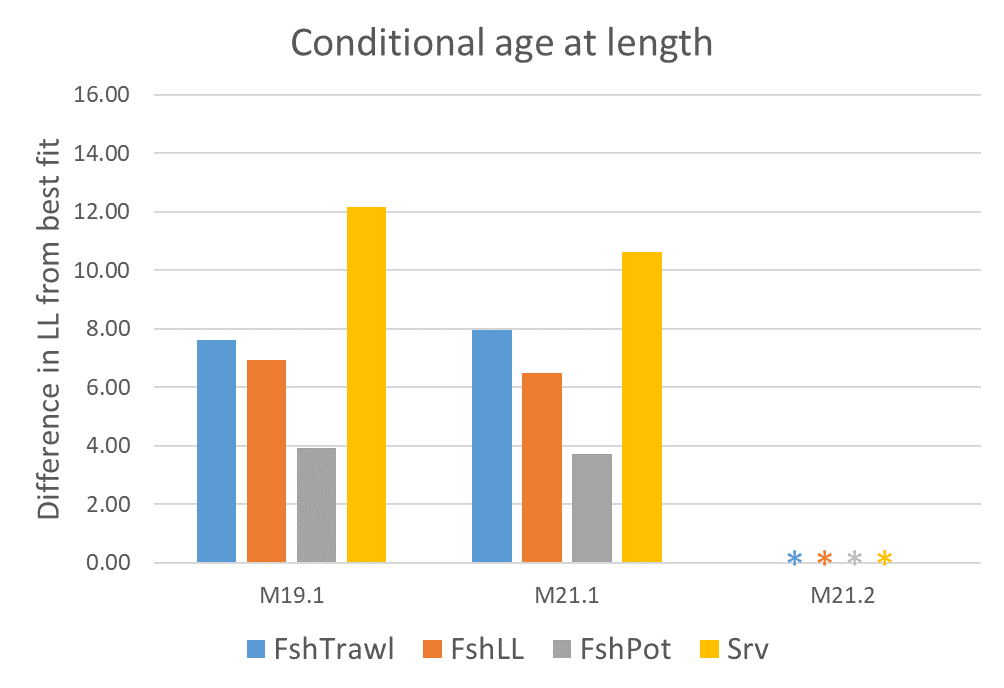 Conditional age at length
Difference in LL from best fit
16.00
14.00
12.00
10.00
8.00
6.00
4.00
2.00
0.00
* * * *
M19.1 M21.1 M21.2
FshTrawl FshLL FshPot Srv